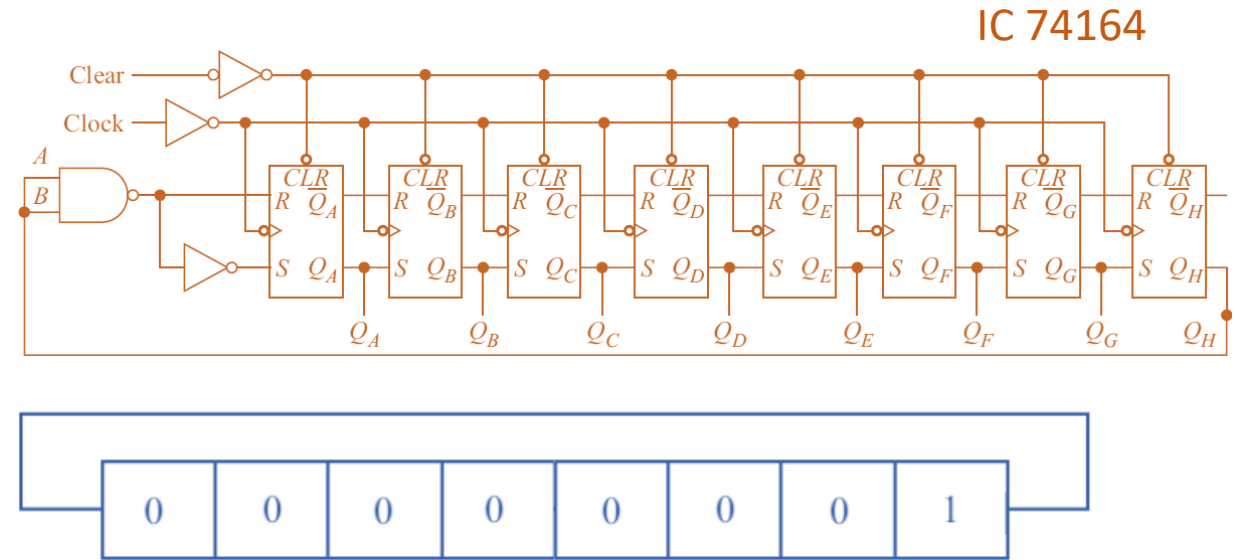 IC 74164
Clear
Clock
A
B
CLR CLR CLR CLR CLR CLR CLR CLR
R Q̅A R Q̅B R Q̅C R Q̅D R Q̅E R Q̅F R Q̅G R Q̅H
S QA S QB S QC S QD S QE S QF S QG S QH
QA QB QC QD QE QF QG QH
0 0 0 0 0 0 0 1